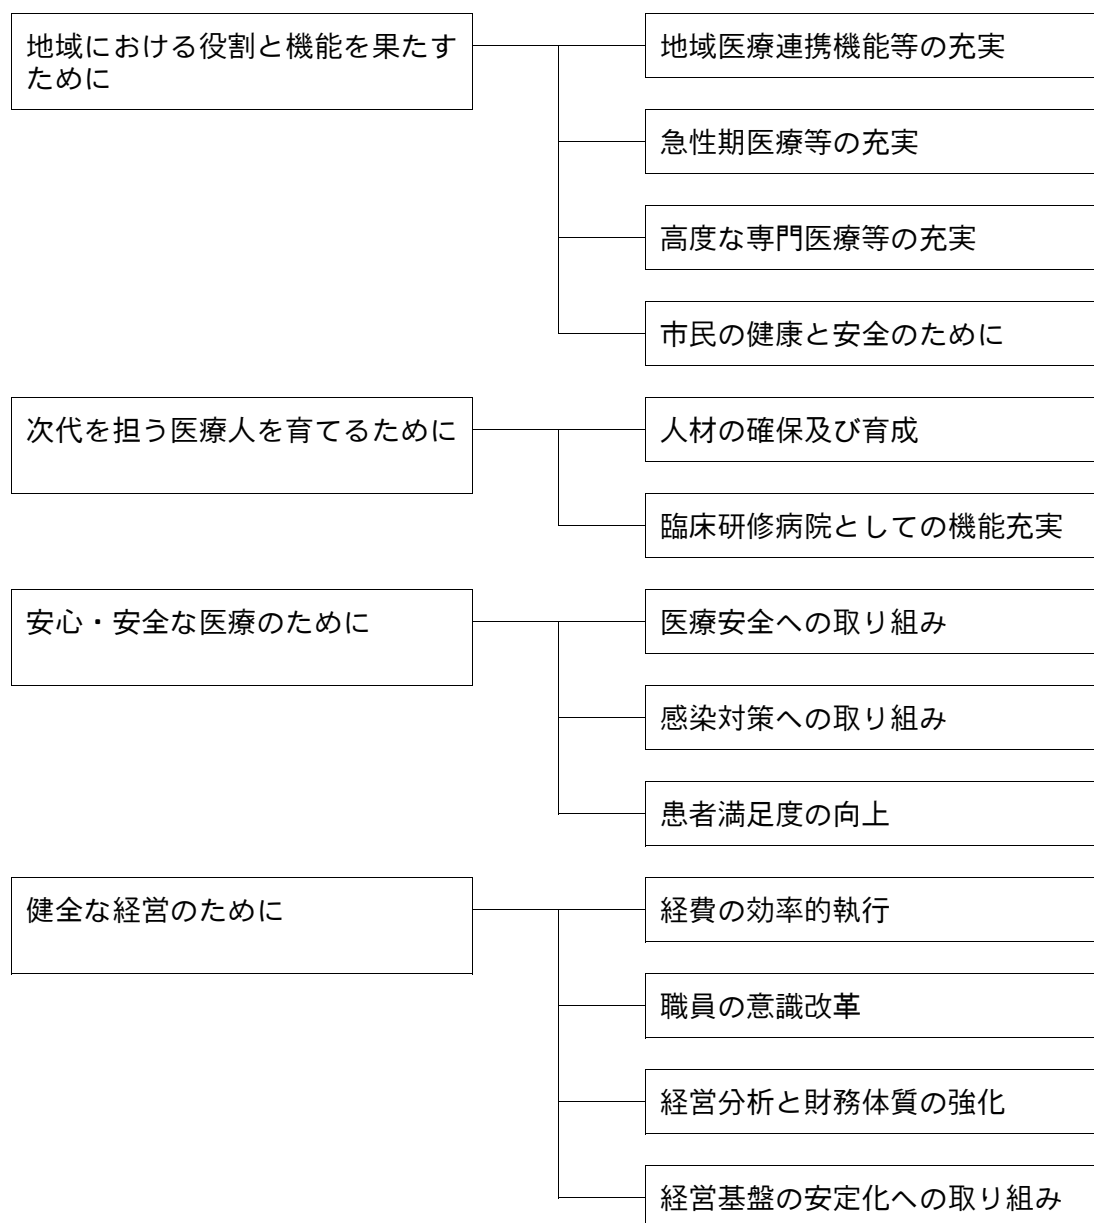 地域における役割と機能を果たす
ために
地域医療連携機能等の充実
急性期医療等の充実
高度な専門医療等の充実
市民の健康と安全のために
次代を担う医療人を育てるために
人材の確保及び育成
臨床研修病院としての機能充実
安心・安全な医療のために
医療安全への取り組み
感染対策への取り組み
患者満足度の向上
健全な経営のために
経費の効率的執行
職員の意識改革
経営分析と財務体質の強化
経営基盤の安定化への取り組み